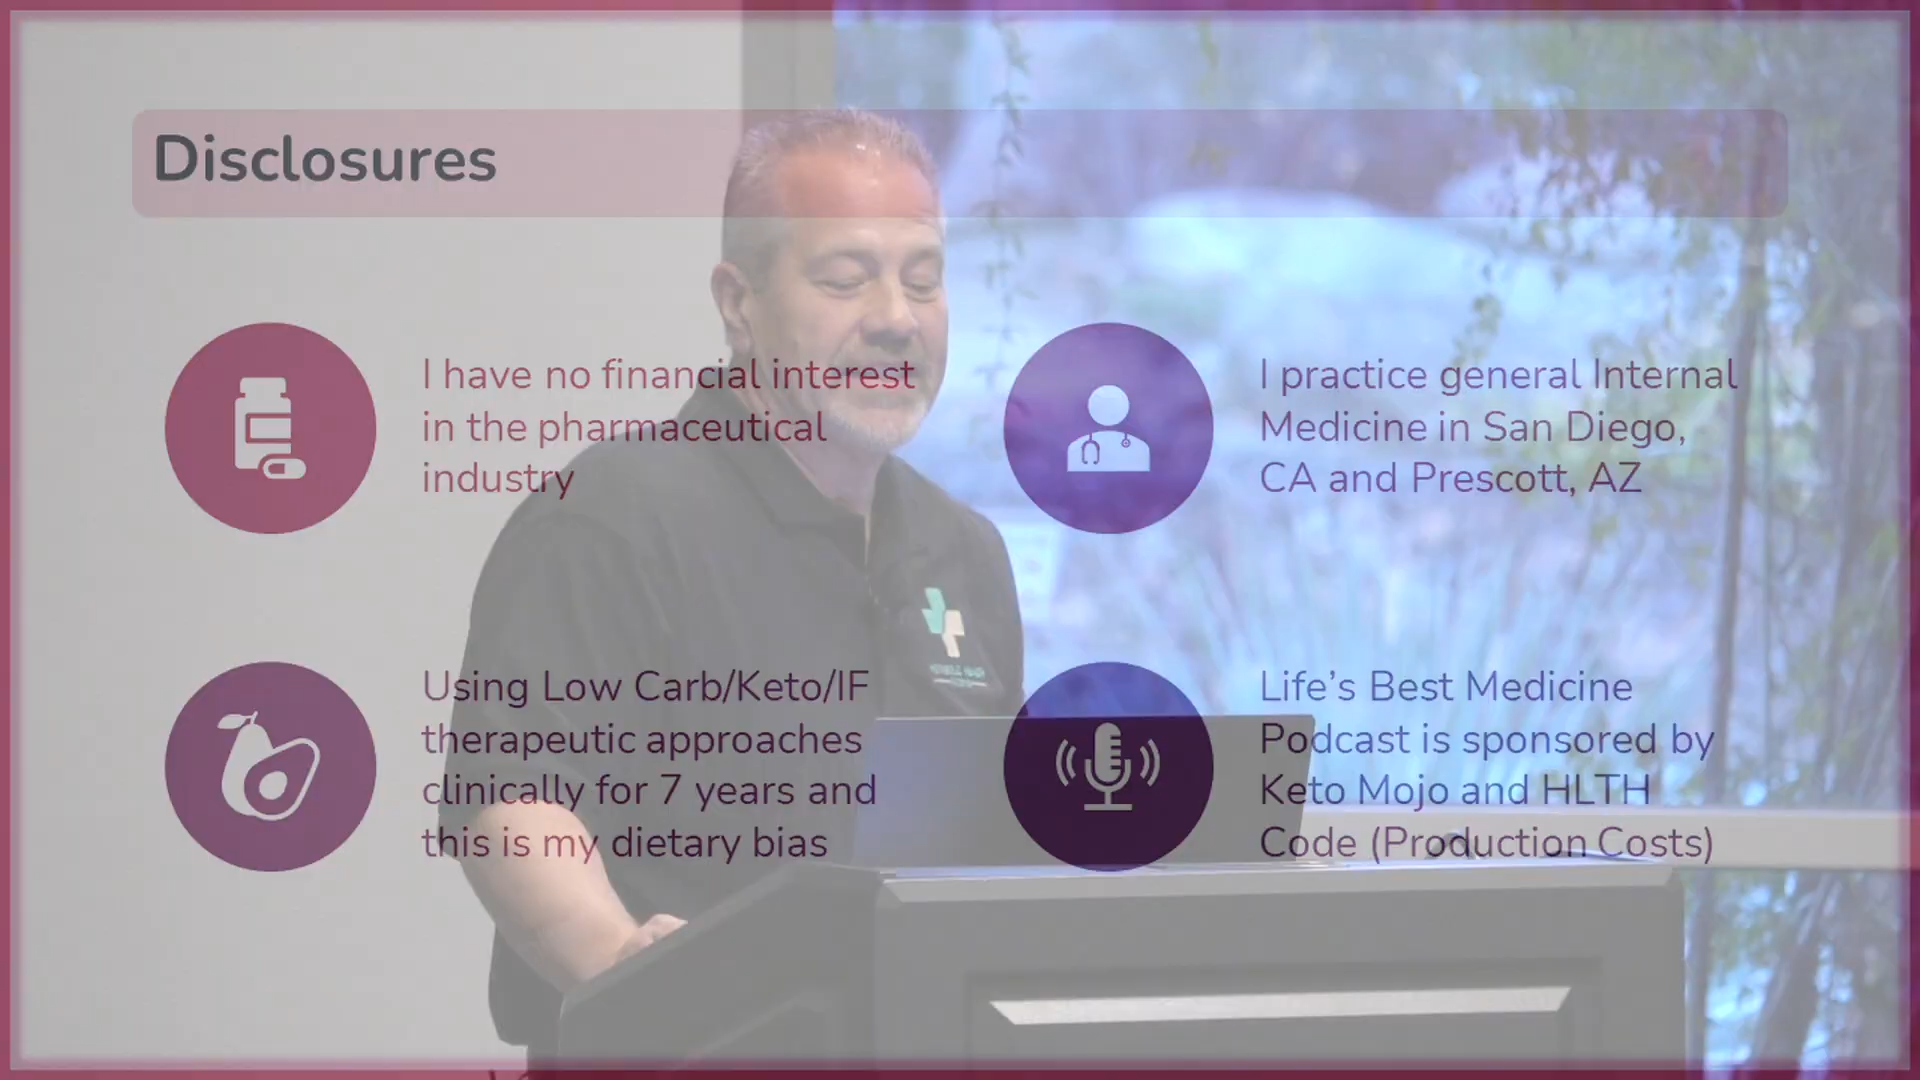 Disclosures
I have no financial interest
in the pharmaceutical
industry
I practice general Internal
Medicine in San Diego,
CA and Prescott, AZ
Using Low Carb/Keto/IF
therapeutic approaches
clinically for 7 years and
this is my dietary bias
Life's Best Medicine
Podcast is sponsored by
Keto Mojo and HLTH
Code (Production Costs)